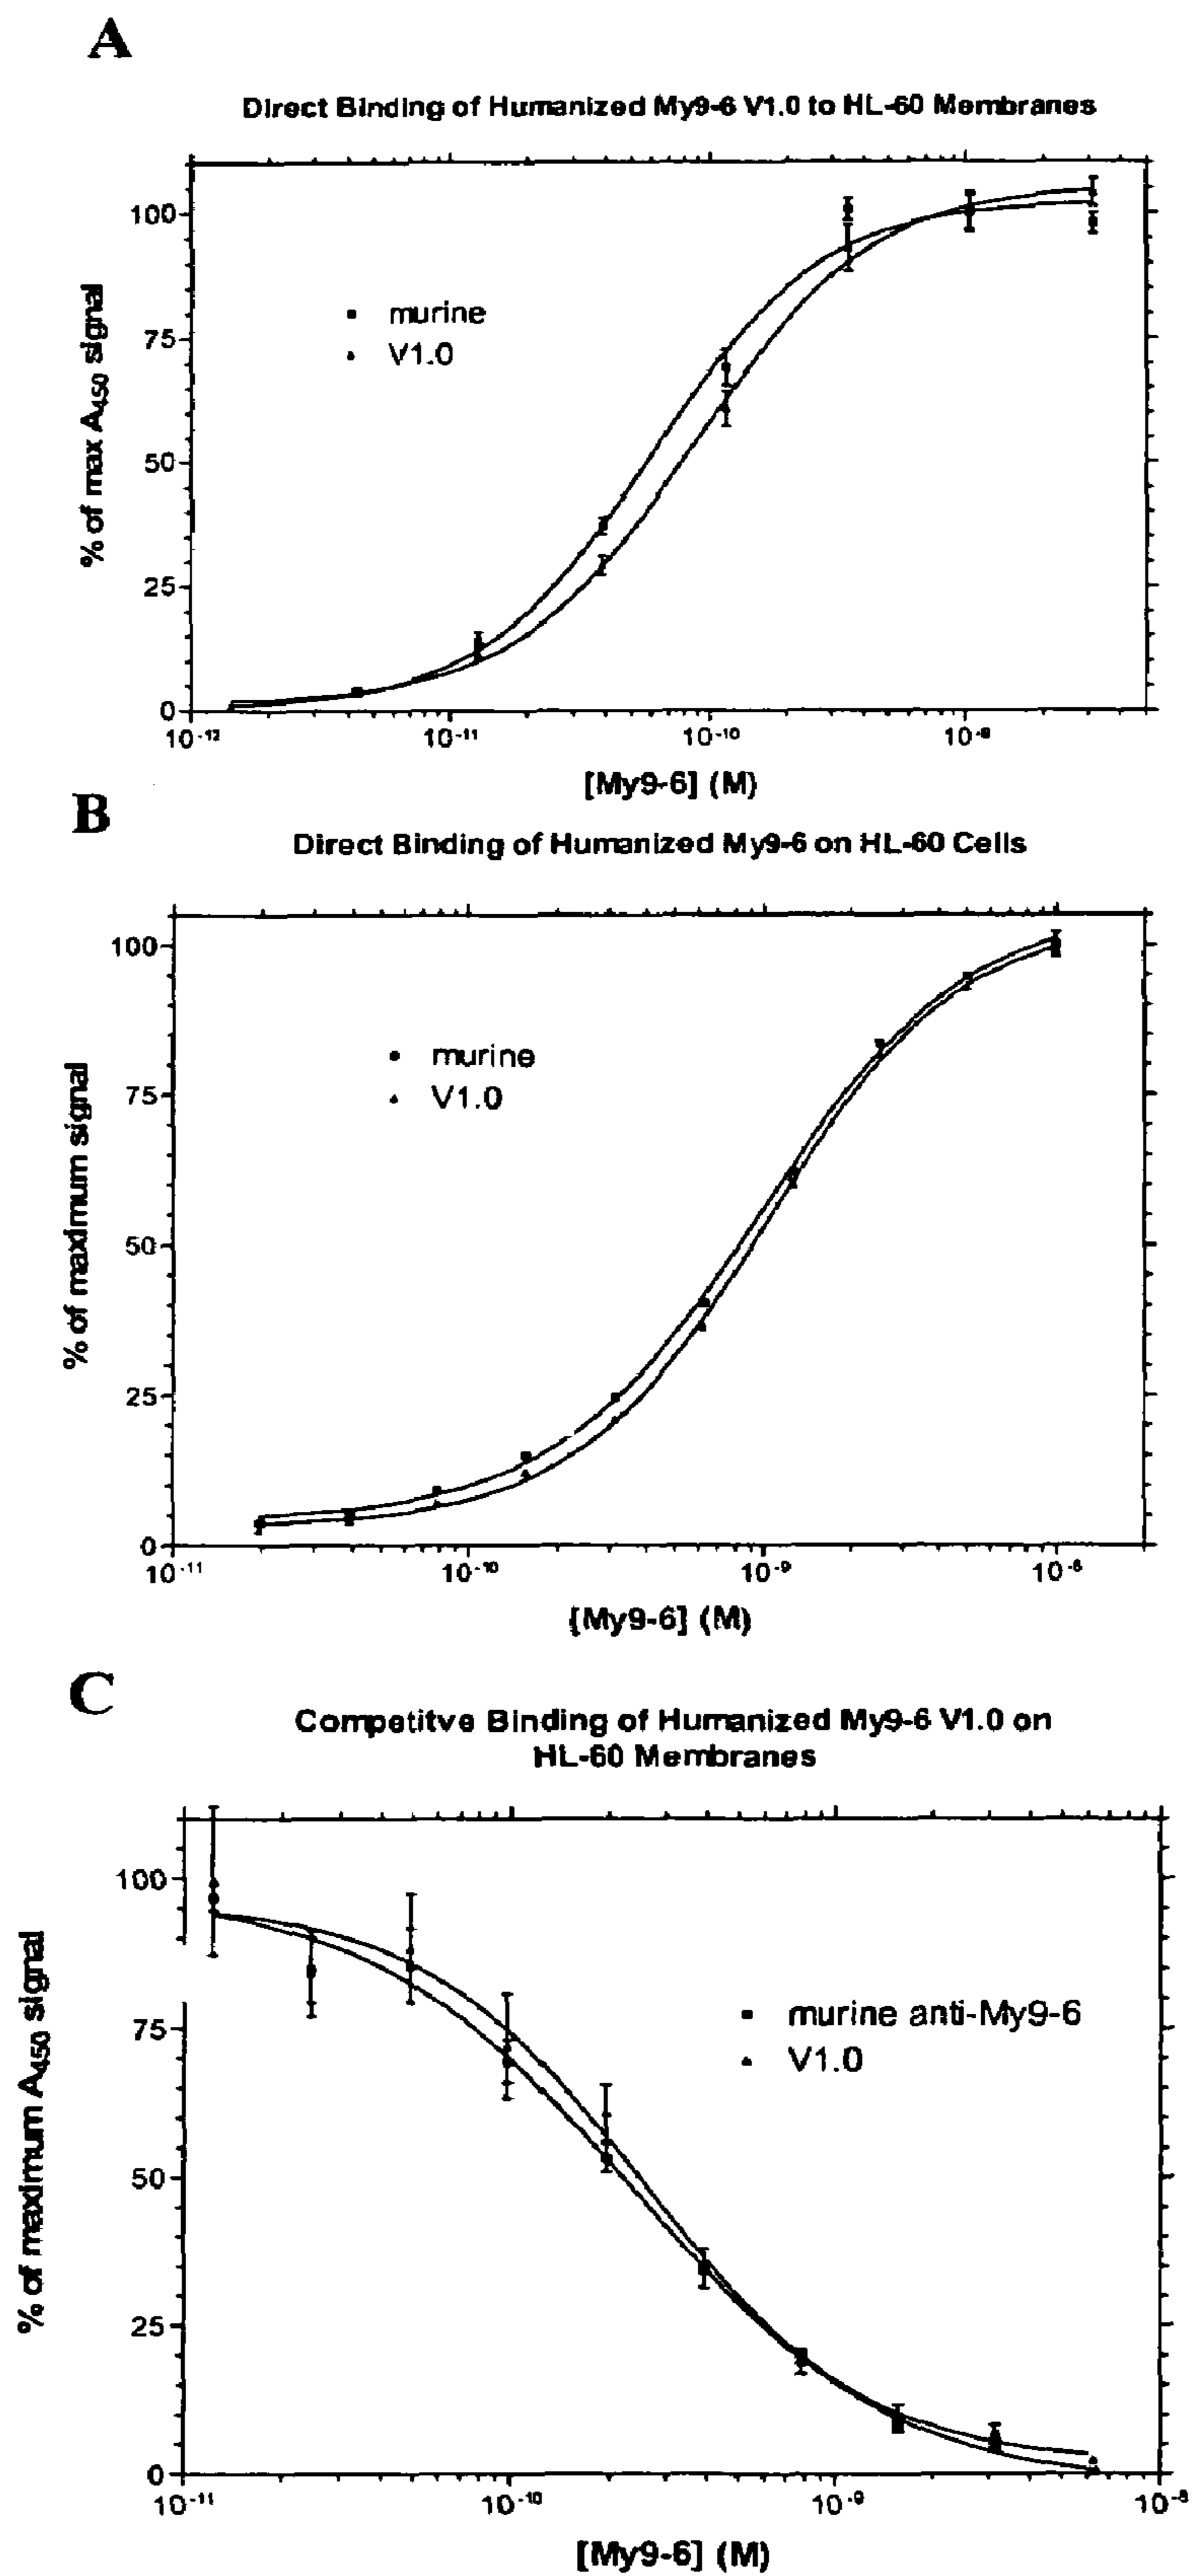 A
Direct Binding of Humanized My9-6 V1.0 to HL-60 Membranes
% of max A450 signal
100
75
50
25
0
murine
V1.0
10-12
10-11
10-10
10-9
[My9-6] (M)
B
Direct Binding of Humanized My9-6 on HL-60 Cells
% of maximum signal
100
75
50
25
0
murine
V1.0
10-11
10-10
10-9
10-8
[My9-6] (M)
C
Competitve Binding of Humanized My9-6 V1.0 on
HL-60 Membranes
% of maximum A450 signal
100
75
50
25
0
murine anti-My9-6
V1.0
10-11
10-10
10-9
10-8
[My9-6] (M)